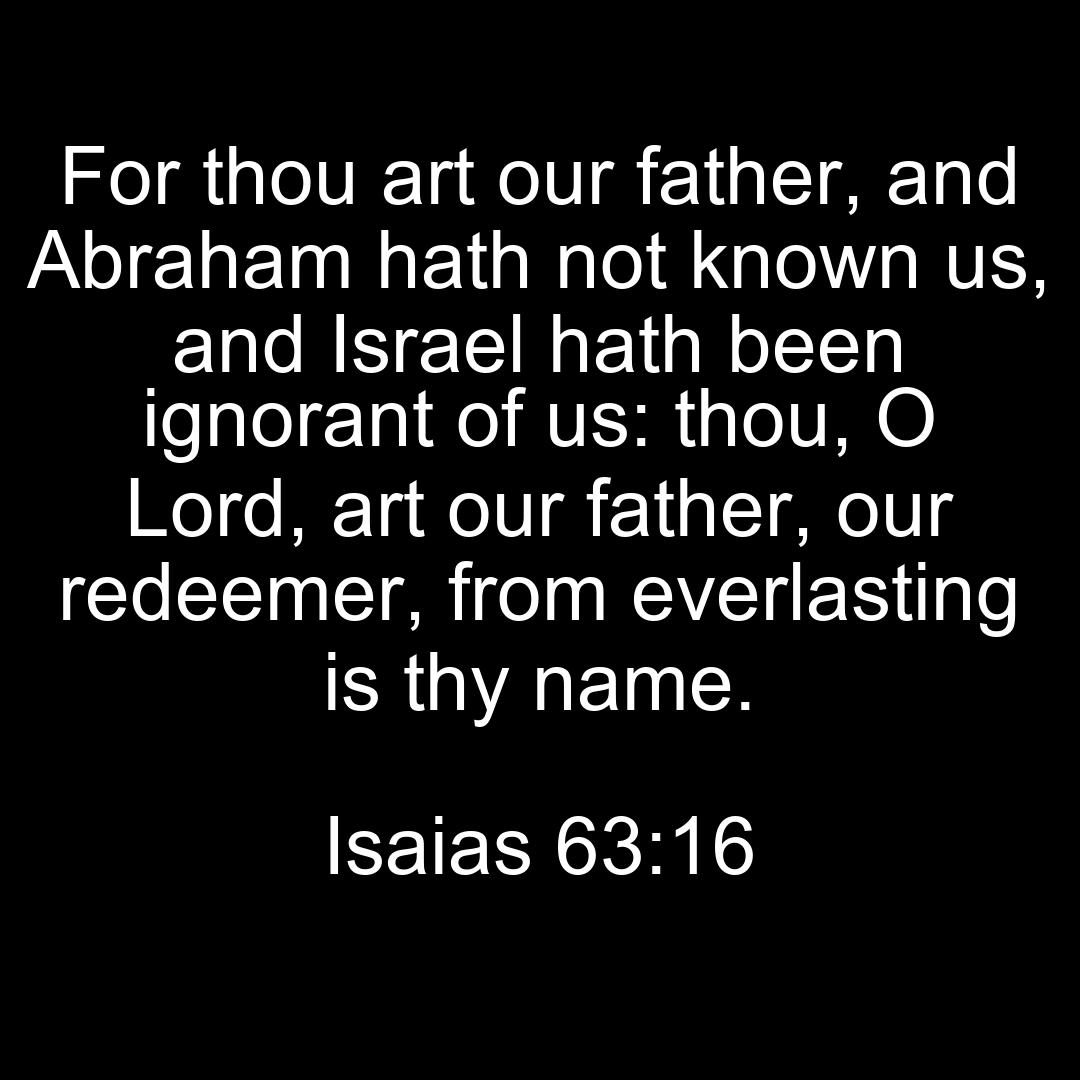 For thou art our father, and
Abraham hath not known us,
and Israel hath been
ignorant of us: thou, O
Lord, art our father, our
redeemer, from everlasting
is thy name.
Isaias 63:16